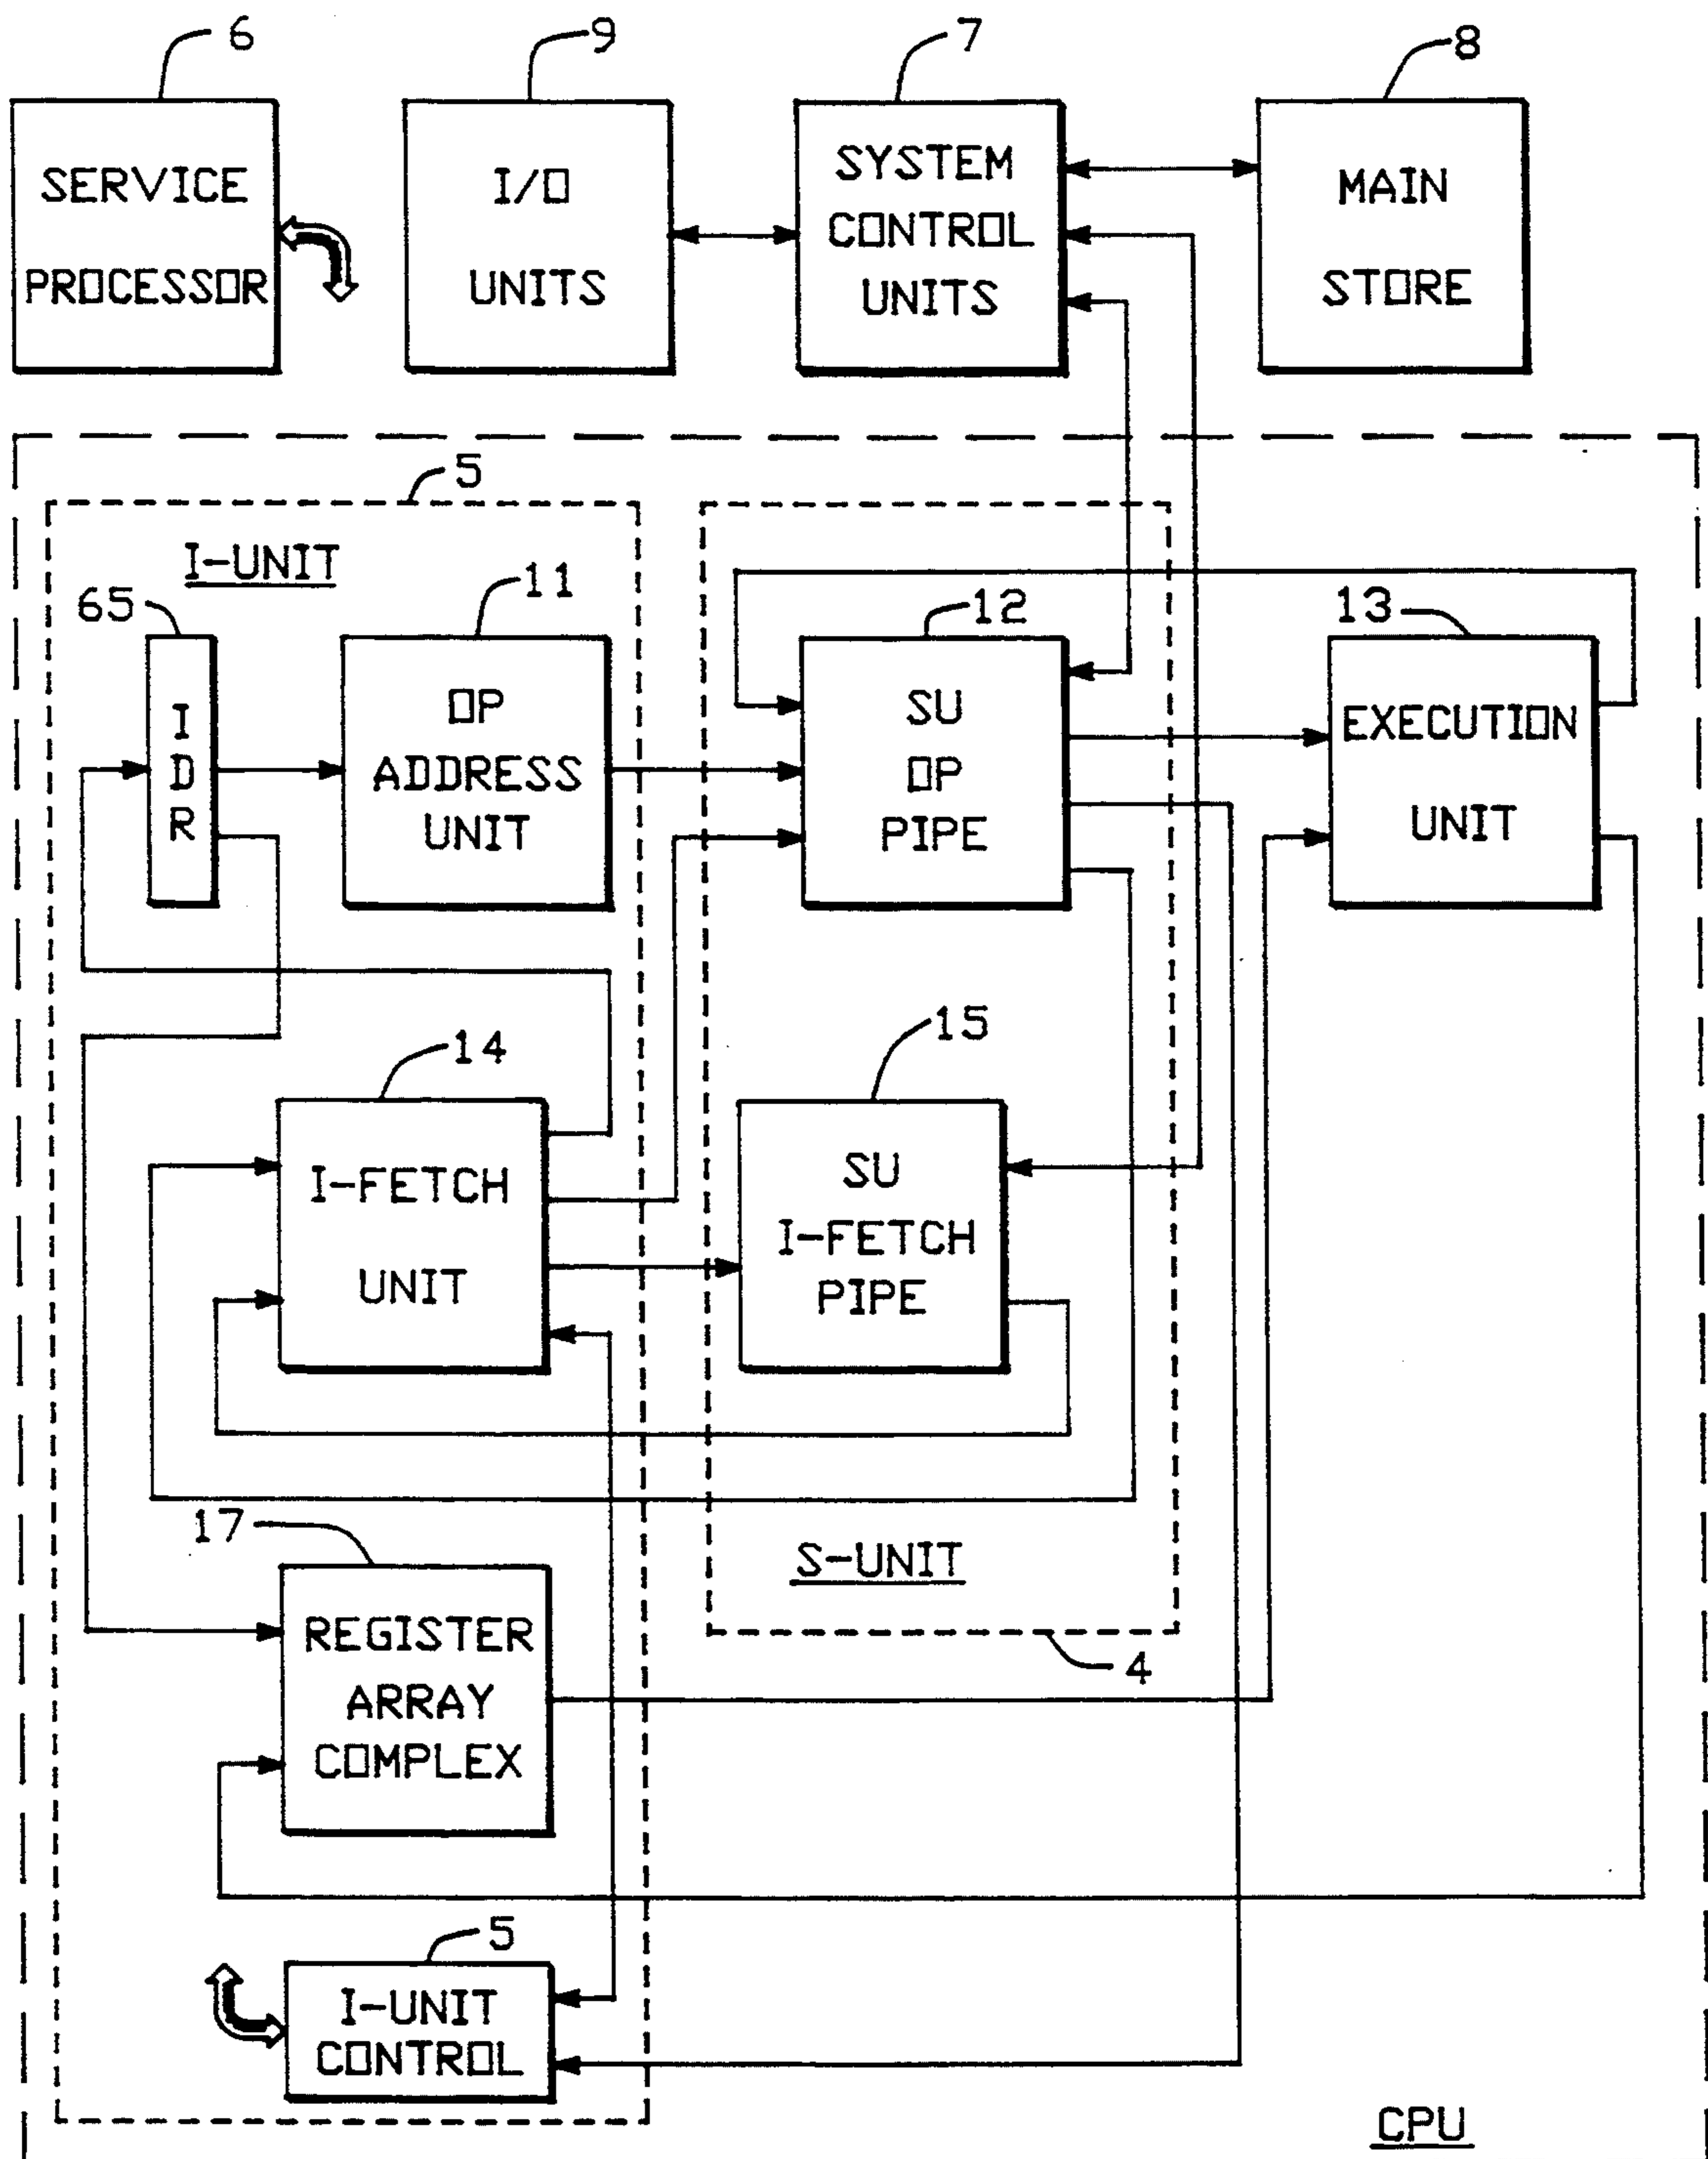 6
9
7
8
SERVICE
PROCESSOR
I/O
UNITS
SYSTEM
CONTROL
UNITS
MAIN
STORE
5
I-UNIT
65
11
12
13
I
D
R
OP
ADDRESS
UNIT
SU
OP
PIPE
EXECUTION
UNIT
14
15
I-FETCH
UNIT
SU
I-FETCH
PIPE
17
S-UNIT
REGISTER
ARRAY
COMPLEX
4
5
I-UNIT
CONTROL
CPU